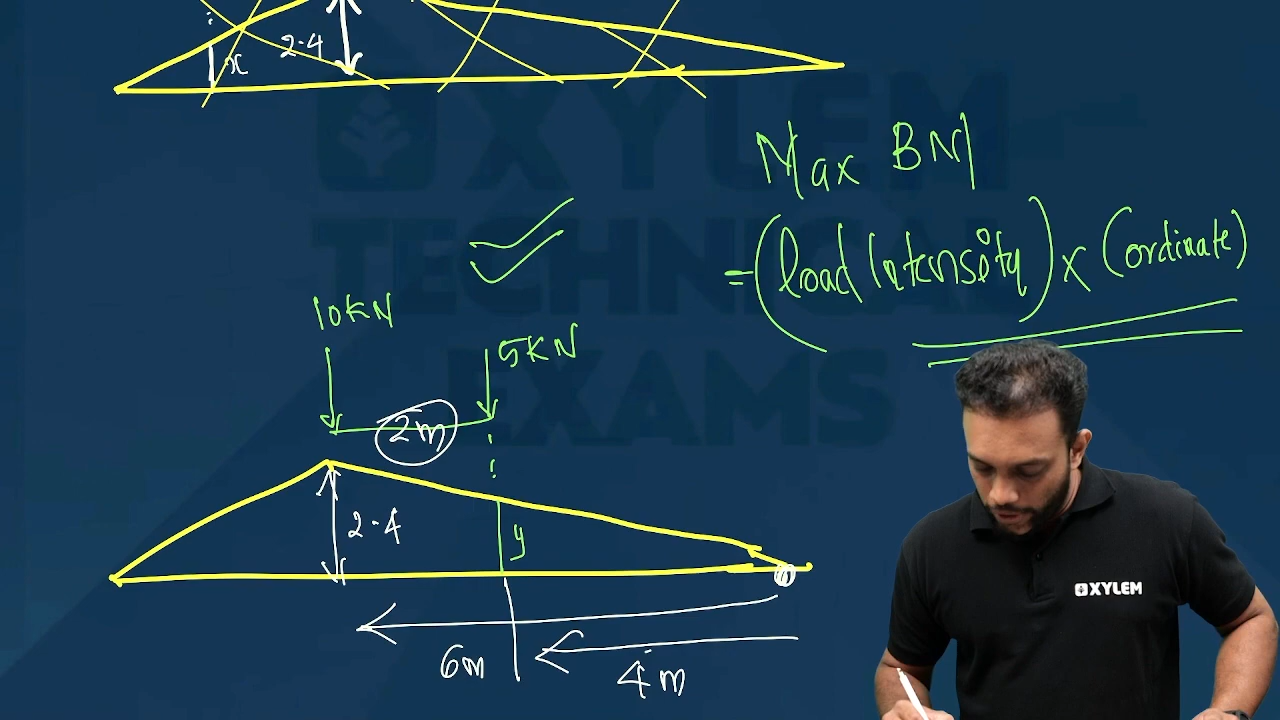 x
2.4
Max BM
=(load Intensity) x (ordinate)
10KN
5KN
2m
2.4
y
6m
4m
XYLEM
TECHNICAL
EXAMS
XYLEM